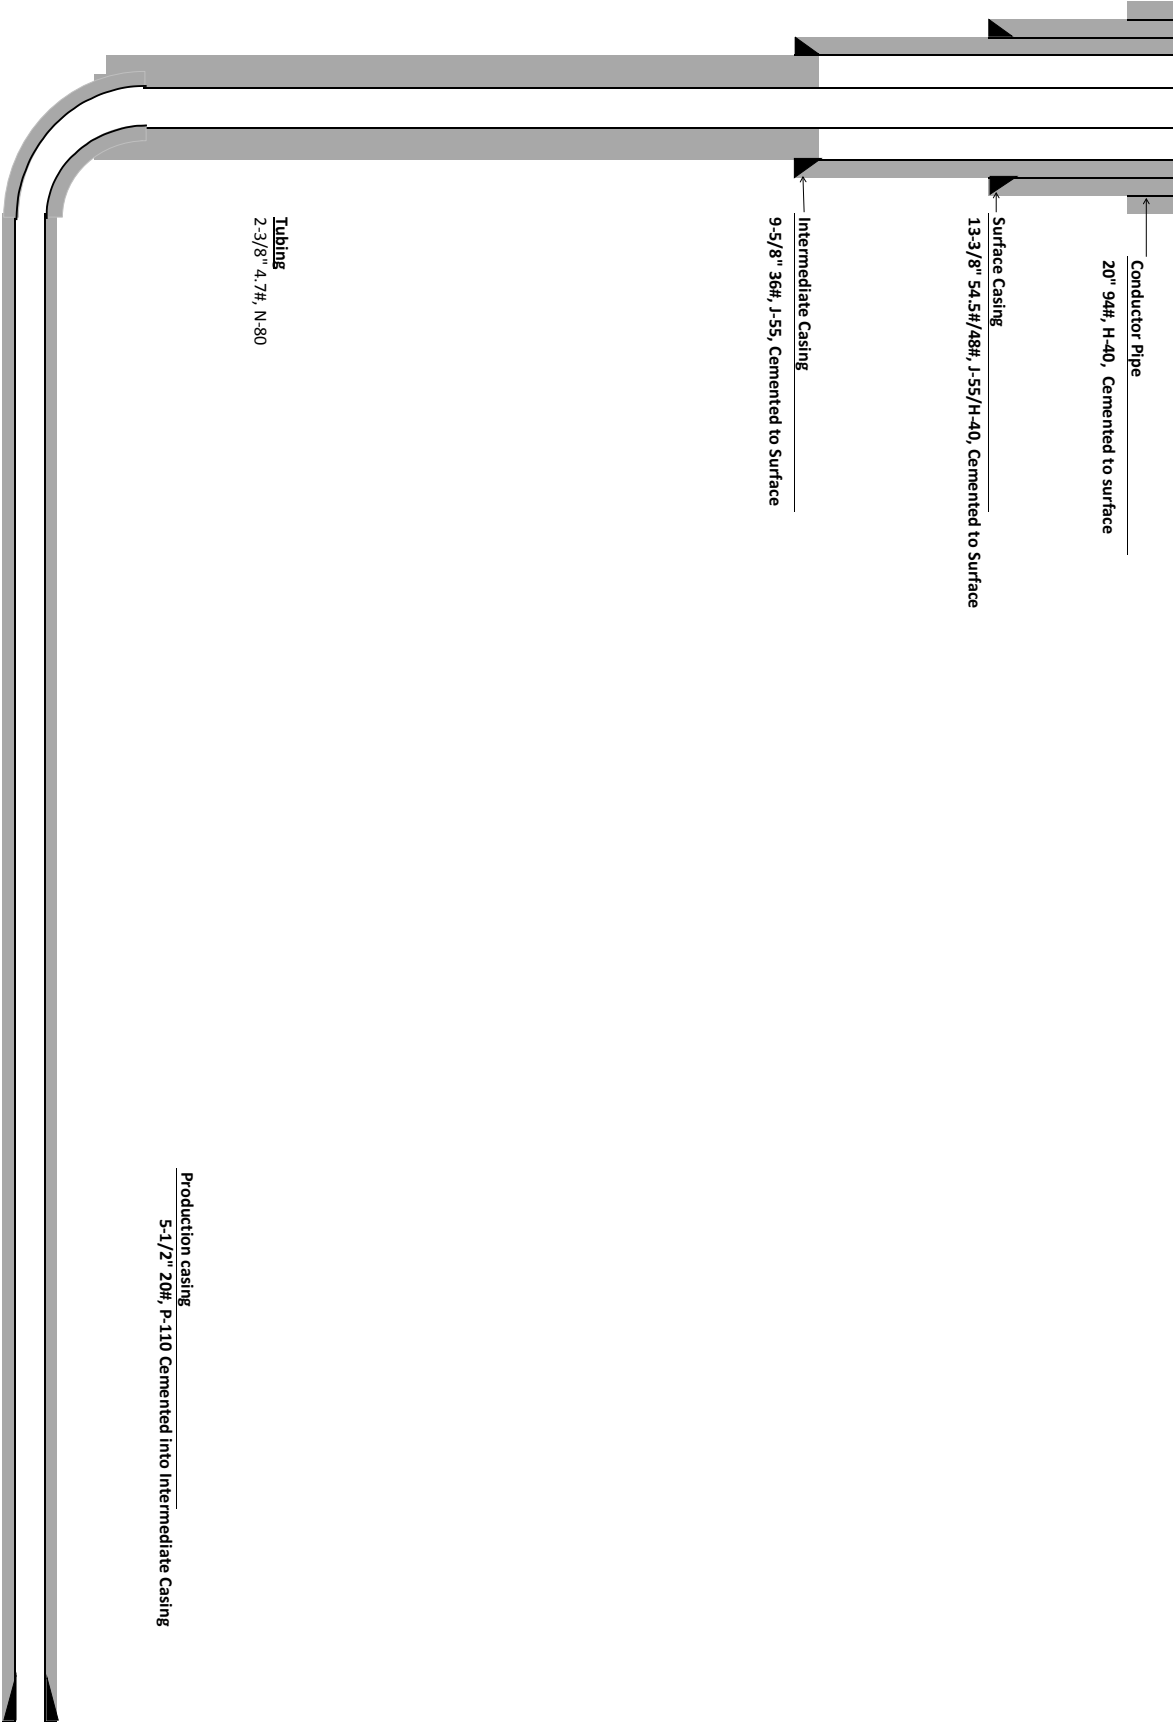 Conductor Pipe
20" 94#, H-40, Cemented to surface
Surface Casing
13-3/8" 54.5#/48#, J-55/H-40, Cemented to Surface
Intermediate Casing
9-5/8" 36#, J-55, Cemented to Surface
Tubing
2-3/8" 4.7#, N-80
Production casing
5-1/2" 20#, P-110 Cemented into Intermediate Casing